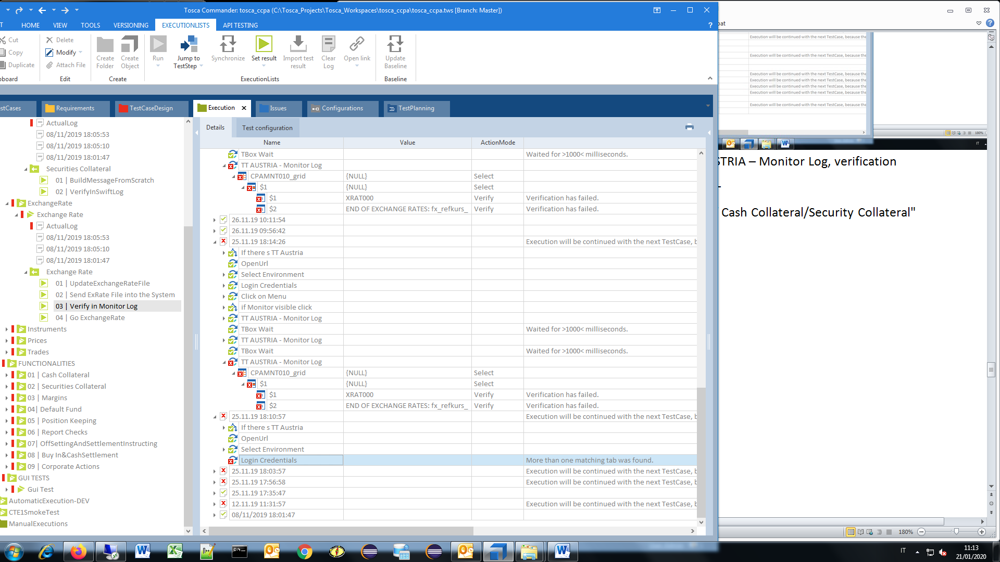 Tosca Commander: tosca_ccpa (C:\Tosca_Projects\Tosca_Workspaces\tosca_ccpa\tosca_ccpa.tws [Branch: Master])
HOME VIEW TOOLS VERSIONING EXECUTIONLISTS API TESTING ?
Cut
Copy
Duplicate
Delete
Modify
Attach File
Edit
Create Folder
Create Object
Create
Run
Jump to TestStep
Synchronize
Set result
Import test result
Clear Log
Open link
ExecutionLists
Update Baseline
Baseline
Requirements TestCaseDesign Execution Issues Configurations TestPlanning
ActualLog
08/11/2019 18:05:53
08/11/2019 18:05:10
08/11/2019 18:01:47
Securities Collateral
01 | BuildMessageFromScratch
02 | VerifyInSwiftLog
ExchangeRate
Exchange Rate
ActualLog
08/11/2019 18:05:53
08/11/2019 18:05:10
08/11/2019 18:01:47
Exchange Rate
01 | UpdateExchangeRateFile
02 | Send ExRate File into the System
03 | Verify in Monitor Log
04 | Go ExchangeRate
Instruments
Prices
Trades
FUNCTIONALITIES
01 | Cash Collateral
02 | Securities Collateral
03 | Margins
04| Default Fund
05 | Position Keeping
06 | Report Checks
07| OffSettingAndSettlementInstructing
08 | Buy In&CashSettlement
09 | Corporate Actions
GUI TESTS
Gui Test
AutomaticExecution-DEV
CTE1SmokeTest
ManualExecutions
Details Test configuration
Name Value ActionMode
TBox Wait Waited for >1000< milliseconds.
TT AUSTRIA - Monitor Log
CPAMNT010_grid {NULL} Select
$1 {NULL} Select
$1 XRAT000 Verify Verification has failed.
$2 END OF EXCHANGE RATES: fx_refkurs_ Verify Verification has failed.
26.11.19 10:11:54
26.11.19 09:56:42
25.11.19 18:14:26 Execution will be continued with the next TestCase, b
If there s TT Austria
OpenUrl
Select Environment
Login Credentials
Click on Menu
if Monitor visible click
TT AUSTRIA - Monitor Log
TBox Wait Waited for >1000< milliseconds.
TT AUSTRIA - Monitor Log
TBox Wait Waited for >1000< milliseconds.
TT AUSTRIA - Monitor Log
CPAMNT010_grid {NULL} Select
$1 {NULL} Select
$1 XRAT000 Verify Verification has failed.
$2 END OF EXCHANGE RATES: fx_refkurs_ Verify Verification has failed.
25.11.19 18:10:57 Execution will be continued with the next TestCase, b
If there s TT Austria
OpenUrl
Select Environment
Login Credentials More than one matching tab was found.
25.11.19 18:03:57 Execution will be continued with the next TestCase, b
25.11.19 17:56:58 Execution will be continued with the next TestCase, b
25.11.19 17:35:47
12.11.19 11:31:57 Execution will be continued with the next TestCase, b
08/11/2019 18:01:47
Execution will be continued with the next TestCase, because the
Execution will be continued with the next TestCase, because the
Execution will be continued with the next TestCase, because the
Execution will be continued with the next TestCase, because the
Execution will be continued with the next TestCase, because the
Execution will be continued with the next TestCase, because the
Execution will be continued with the next TestCase, because the
180%
IT
STRIA – Monitor Log, verification
-
Cash Collateral/Security Collateral"
180%
IT
11:13
21/01/2020